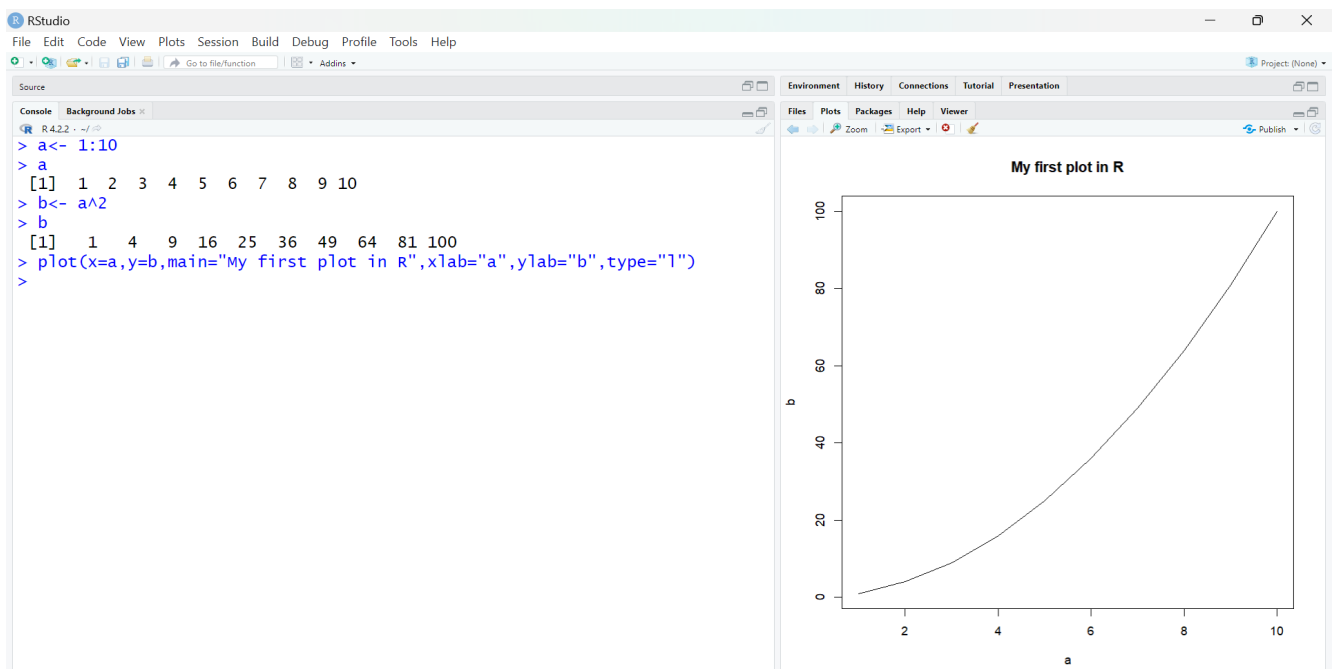 RStudio
File Edit Code View Plots Session Build Debug Profile Tools Help
Go to file/function Addins Project: (None)
Source
Console Background Jobs
R 4.2.2 · ~/
> a<- 1:10
> a
[1] 1 2 3 4 5 6 7 8 9 10
> b<- a^2
> b
[1] 1 4 9 16 25 36 49 64 81 100
> plot(x=a,y=b,main="My first plot in R",xlab="a",ylab="b",type="l")
>
Environment History Connections Tutorial Presentation
Files Plots Packages Help Viewer
Zoom Export Publish
My first plot in R
100
80
60
40
20
0
b
2 4 6 8 10
a